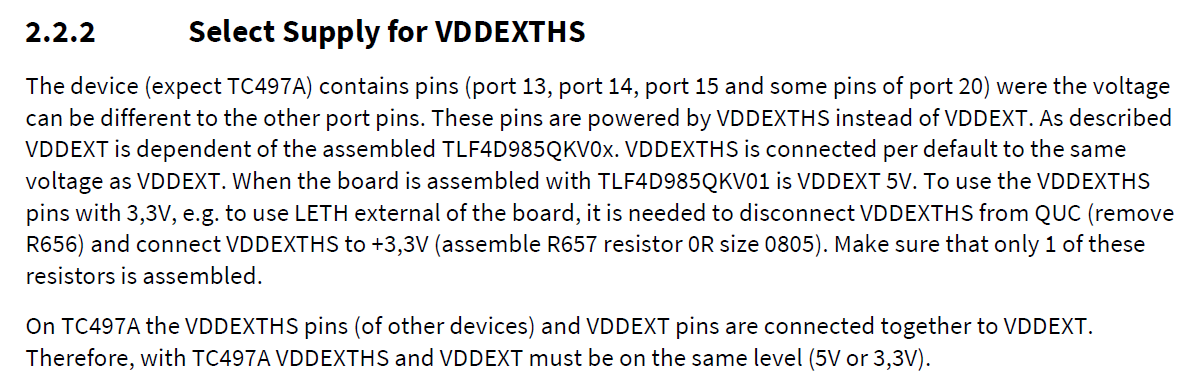 2.2.2 Select Supply for VDDEXTHS
The device (expect TC497A) contains pins (port 13, port 14, port 15 and some pins of port 20) were the voltage
can be different to the other port pins. These pins are powered by VDDEXTHS instead of VDDEXT. As described
VDDEXT is dependent of the assembled TLF4D985QKV0x. VDDEXTHS is connected per default to the same
voltage as VDDEXT. When the board is assembled with TLF4D985QKV01 is VDDEXT 5V. To use the VDDEXTHS
pins with 3,3V, e.g. to use LETH external of the board, it is needed to disconnect VDDEXTHS from QUC (remove
R656) and connect VDDEXTHS to +3,3V (assemble R657 resistor 0R size 0805). Make sure that only 1 of these
resistors is assembled.
On TC497A the VDDEXTHS pins (of other devices) and VDDEXT pins are connected together to VDDEXT.
Therefore, with TC497A VDDEXTHS and VDDEXT must be on the same level (5V or 3,3V).